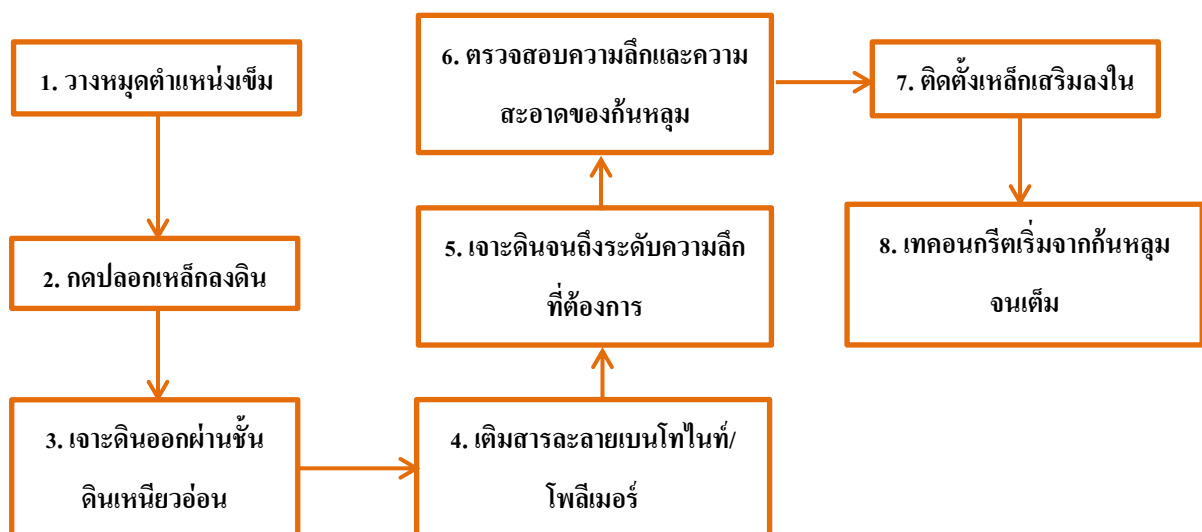 1. วางหมุดตำแหน่งเข็ม
2. กดปลอกเหล็กลงดิน
3. เจาะดินออกผ่านชั้น
ดินเหนียวอ่อน
4. เติมสารละลายเบนโทไนท์/
โพลีเมอร์
5. เจาะดินจนถึงระดับความลึก
ที่ต้องการ
6. ตรวจสอบความลึกและความ
สะอาดของก้นหลุม
7. ติดตั้งเหล็กเสริมลงใน
8. เทคอนกรีตเริ่มจากก้นหลุม
จนเต็ม